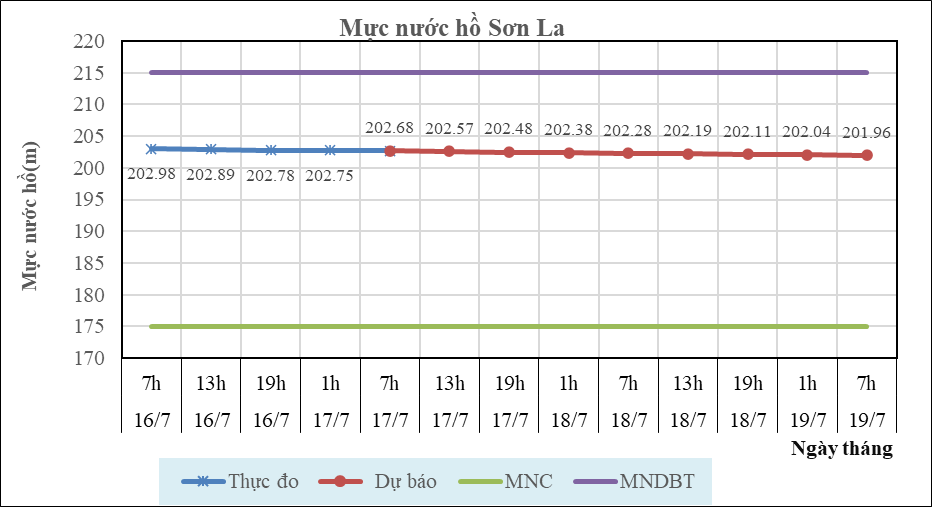 Mực nước hồ Sơn La
Mực nước hồ(m)
220
215
210
205
200
195
190
185
180
175
170
202.98 202.89 202.78 202.75 202.68 202.57 202.48 202.38 202.28 202.19 202.11 202.04 201.96
7h 13h 19h 1h 7h 13h 19h 1h 7h 13h 19h 1h 7h
16/7 16/7 16/7 17/7 17/7 17/7 17/7 18/7 18/7 18/7 18/7 19/7 19/7
Ngày tháng
Thực đo Dự báo MNC MNDBT